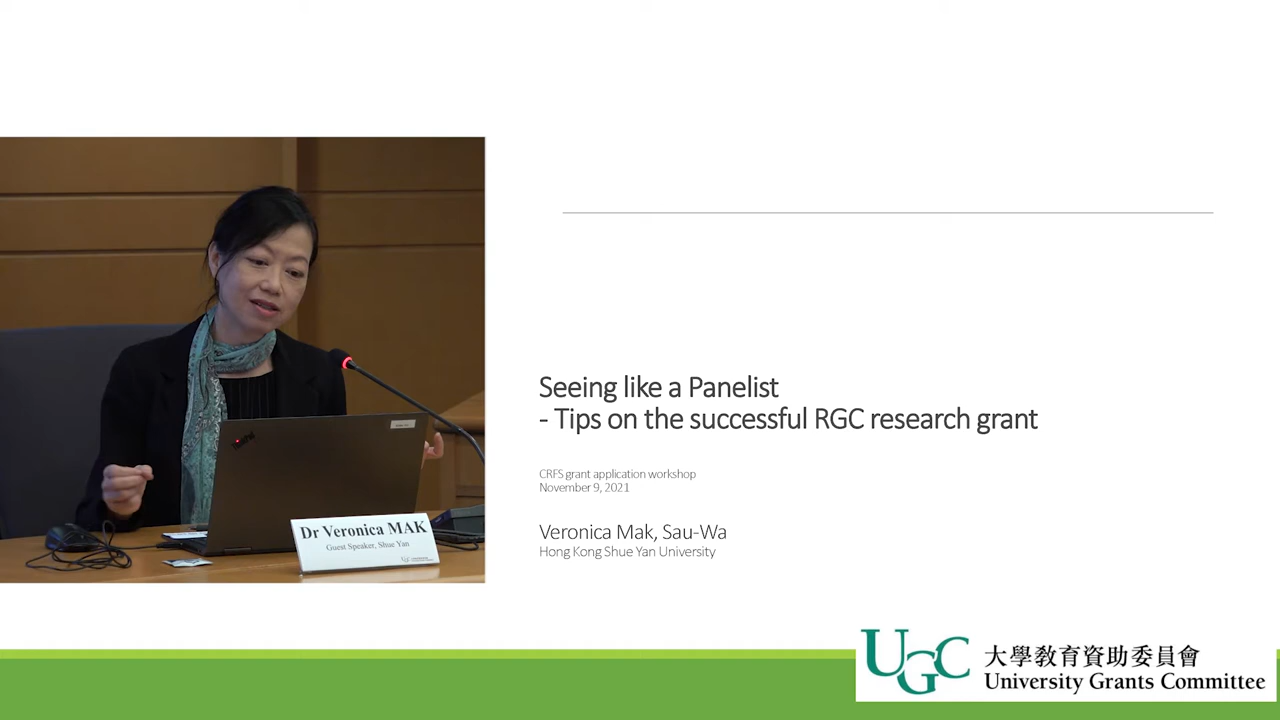 Seeing like a Panelist
- Tips on the successful RGC research grant
CRFS grant application workshop
November 9, 2021
Veronica Mak, Sau-Wa
Hong Kong Shue Yan University
Dr Veronica MAK
Guest Speaker, Shue Yan
UGC
大學教育資助委員會
University Grants Committee